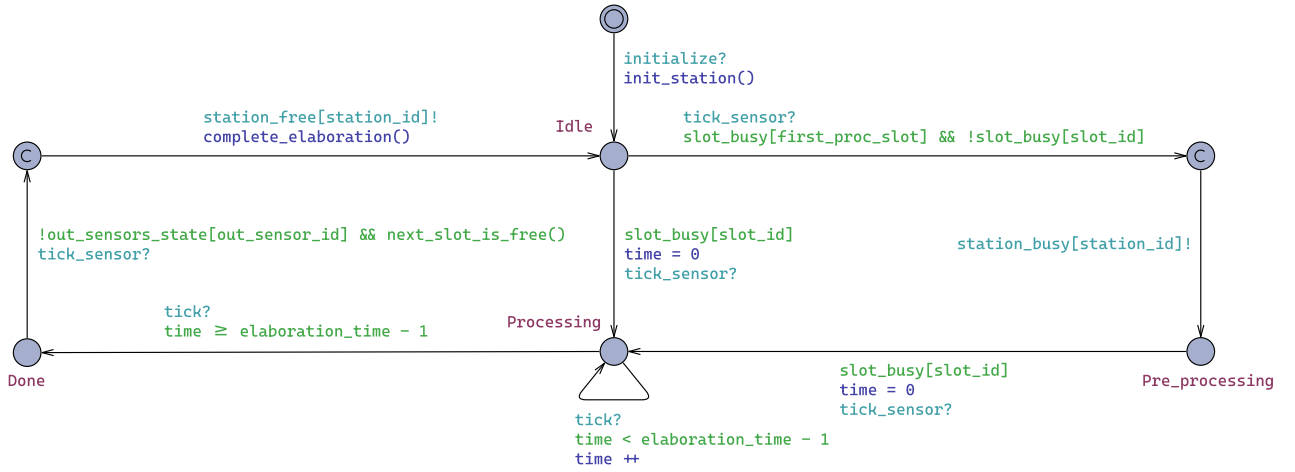 initialize?
init_station()
station_free[station_id]!
complete_elaboration()
Idle
tick_sensor?
slot_busy[first_proc_slot] && !slot_busy[slot_id]
C
C
!out_sensors_state[out_sensor_id] && next_slot_is_free()
tick_sensor?
slot_busy[slot_id]
time = 0
tick_sensor?
station_busy[station_id]!
tick?
time ≥ elaboration_time - 1
Processing
Done
slot_busy[slot_id]
time = 0
tick_sensor?
Pre_processing
tick?
time < elaboration_time - 1
time ++